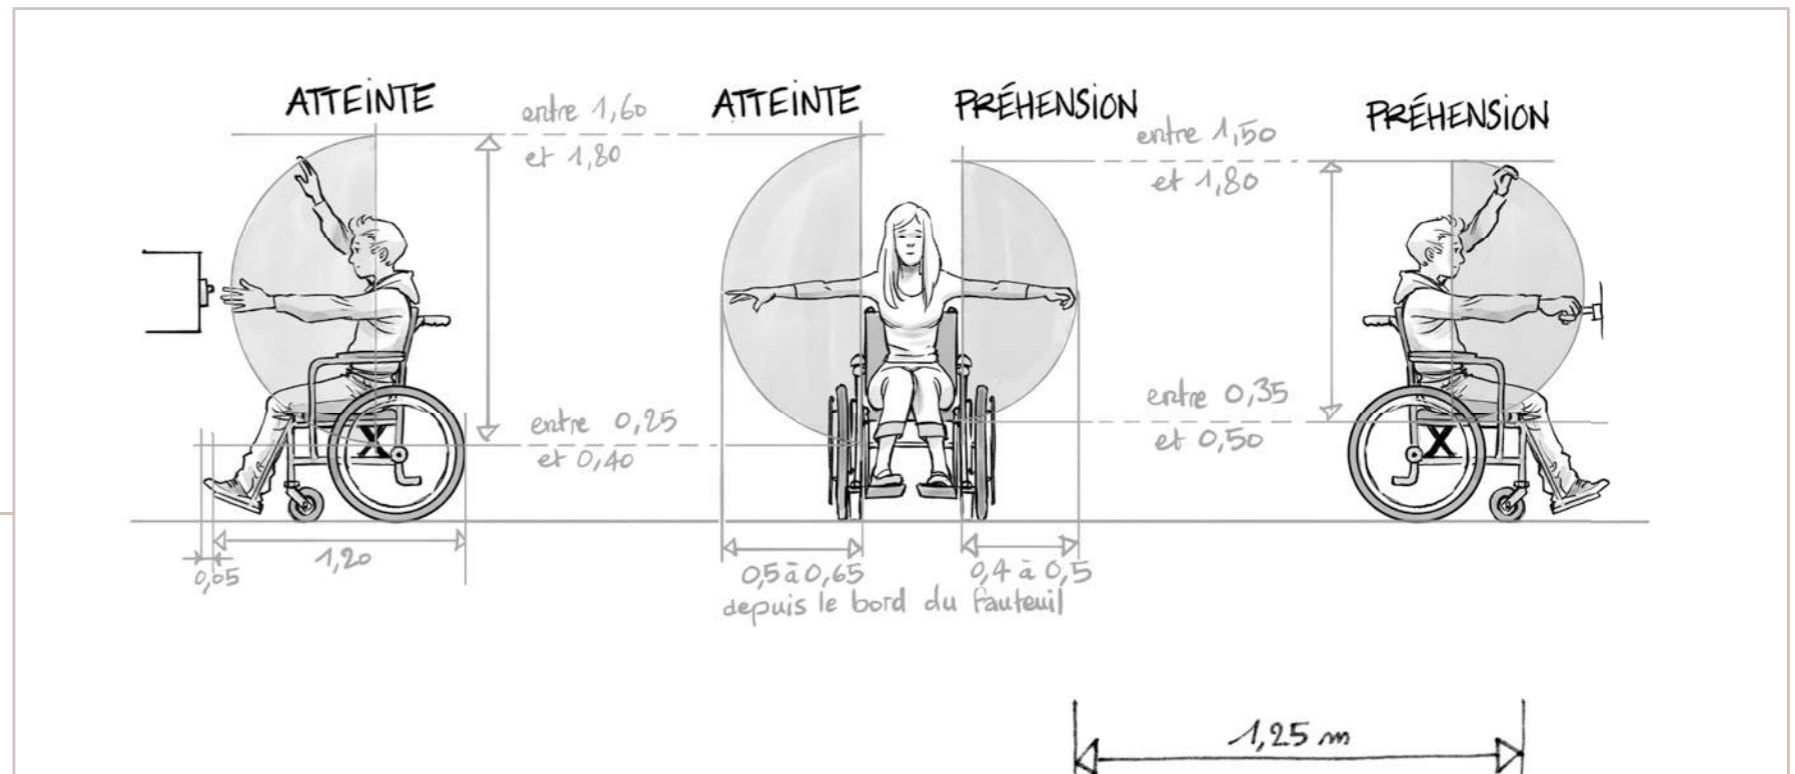 ATTEINTE
entre 1,60
et 1,80
ATTEINTE
PRÉHENSION
entre 1,50
et 1,80
PRÉHENSION
entre 0,25
et 0,40
entre 0,35
et 0,50
0,05
1,20
0,5 à 0,65
0,4 à 0,5
depuis le bord du fauteuil
1,25 m